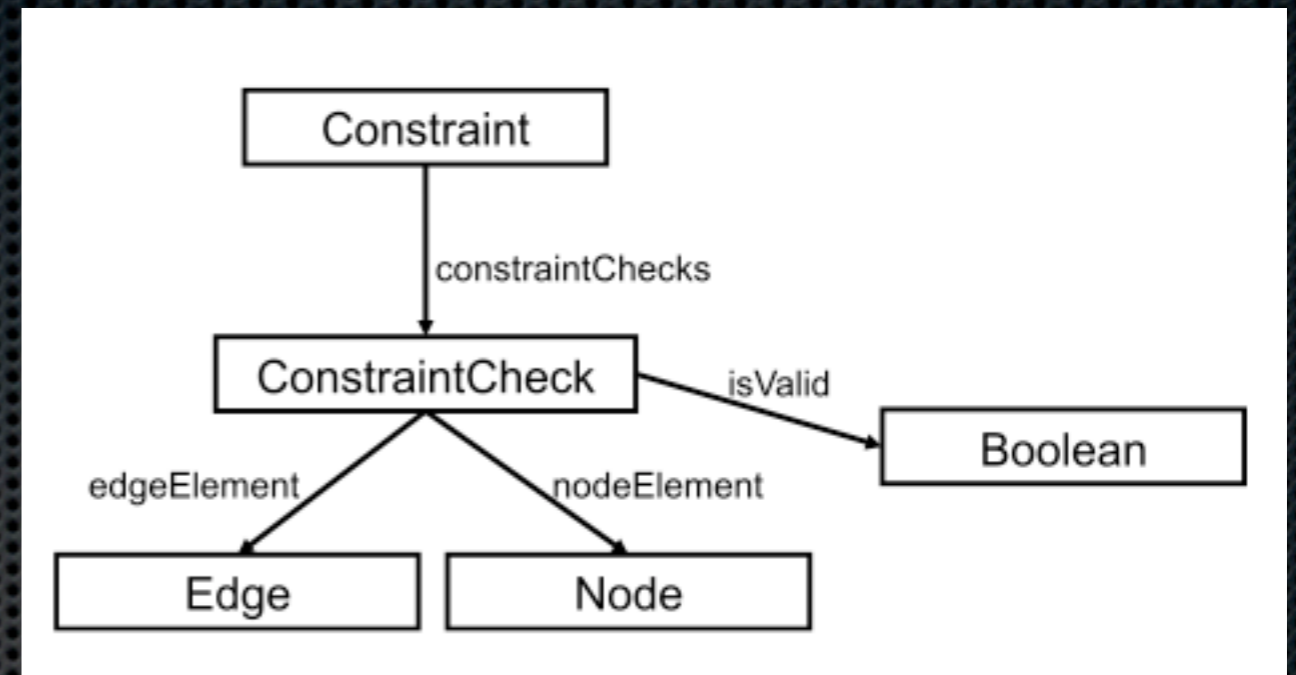 Constraint
constraintChecks
ConstraintCheck
isValid
Boolean
edgeElement
nodeElement
Edge
Node